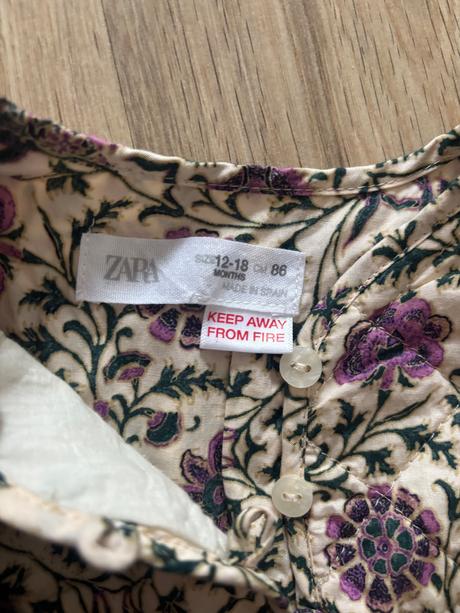 ZARA
SIZE 12-18 CM 86
MONTHS
MADE IN SPAIN
KEEP AWAY
FROM FIRE